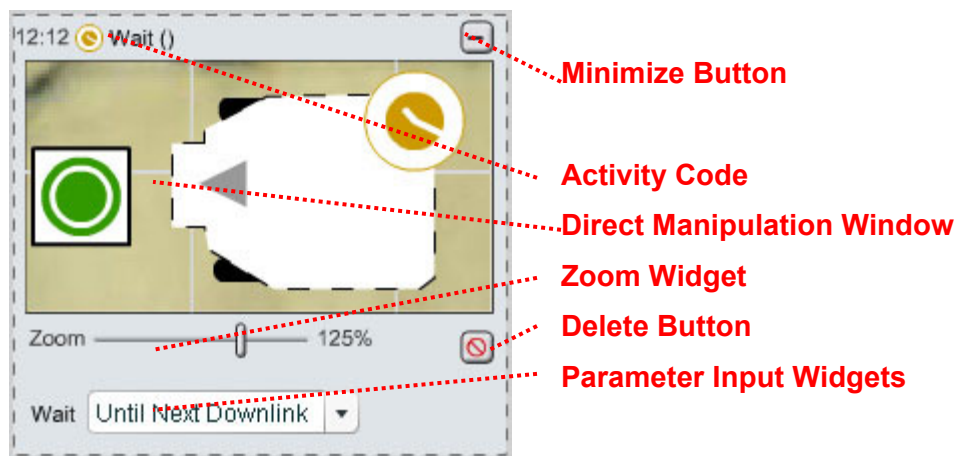 12:12 Wait ()
Minimize Button
Activity Code
Direct Manipulation Window
Zoom Widget
Zoom 125%
Delete Button
Parameter Input Widgets
Wait Until Next Downlink